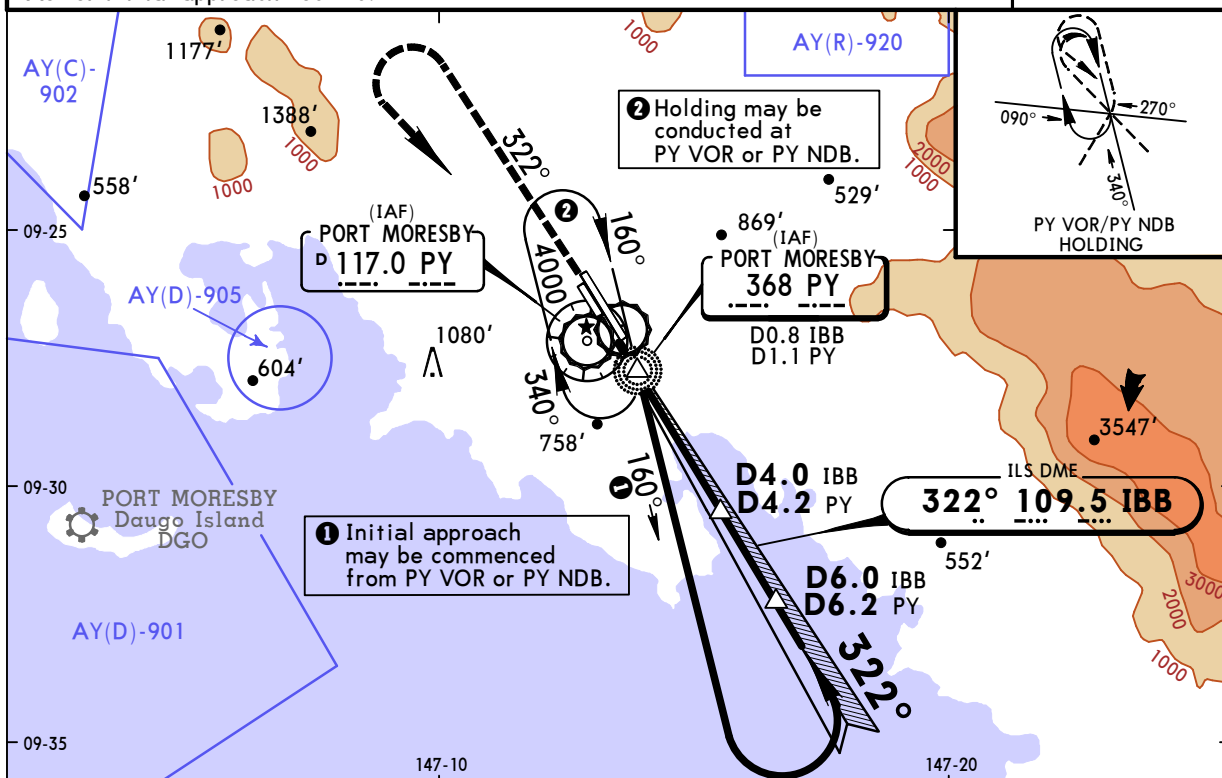 1177'
1000
AY(R)-920
AY(C)-
902
1388'
1000
1000
322°
❷ Holding may be
conducted at
PY VOR or PY NDB.
2000
1000
090°
270°
340°
PY VOR/PY NDB
HOLDING
558'
529'
869'
09-25
(IAF)
PORT MORESBY
D 117.0 PY
❷
160°
4000
(IAF)
PORT MORESBY
368 PY
D0.8 IBB
D1.1 PY
AY(D)-905
1080'
604'
340°
758'
3547'
160°
❶
D4.0 IBB
D4.2 PY
ILS DME
322° 109.5 IBB
09-30
PORT MORESBY
Daugo Island
DGO
❶ Initial approach
may be commenced
from PY VOR or PY NDB.
552'
D6.0 IBB
D6.2 PY
3000
2000
1000
AY(D)-901
322°
09-35
147-10
147-20